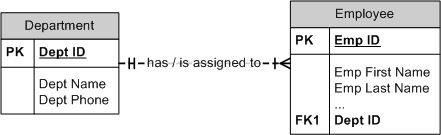 Department
PK Dept ID
Dept Name
Dept Phone
has / is assigned to
Employee
PK Emp ID
Emp First Name
Emp Last Name
...
FK1 Dept ID